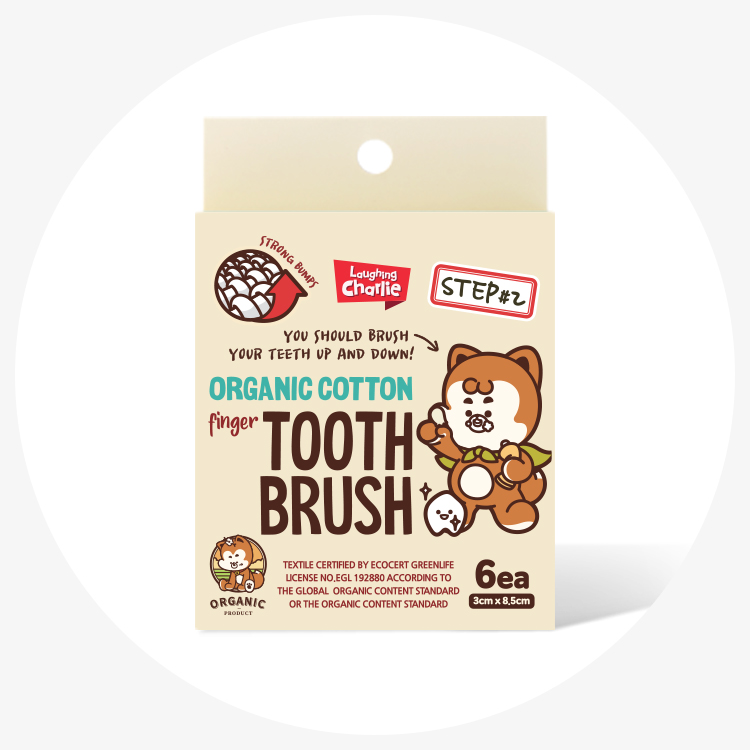 STRONG BUMPS
Laughing
Charlie
STEP#2
YOU SHOULD BRUSH
YOUR TEETH UP AND DOWN!
ORGANIC COTTON
finger
TOOTH
BRUSH
ORGANIC
PRODUCT
TEXTILE CERTIFIED BY ECOCERT GREENLIFE
LICENSE NO,EGL 192880 ACCORDING TO
THE GLOBAL ORGANIC CONTENT STANDARD
OR THE ORGANIC CONTENT STANDARD
6ea
3cm x 8,5cm